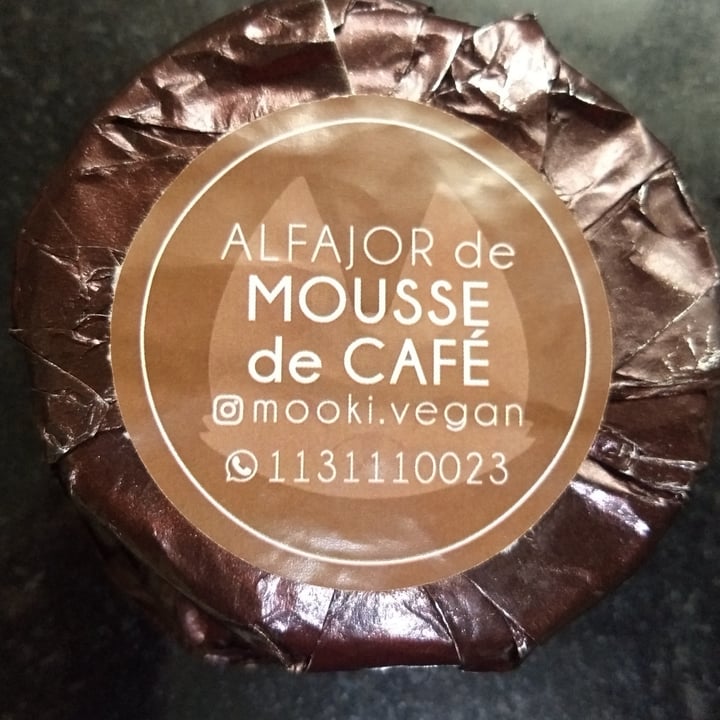 ALFAJOR de
MOUSSE
de CAFÉ
mooki.vegan
1131110023